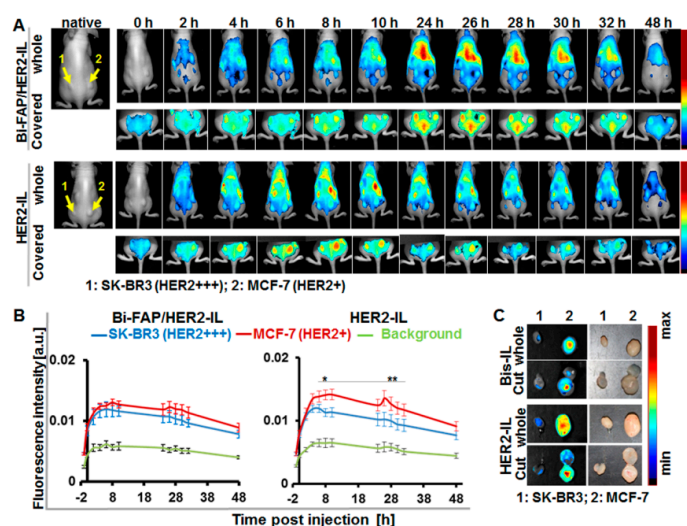 A
native 0 h 2 h 4 h 6 h 8 h 10 h 24 h 26 h 28 h 30 h 32 h 48 h
Bi-FAP/HER2-IL
whole
1 2
Covered
HER2-IL
whole
1 2
Covered
1: SK-BR3 (HER2+++); 2: MCF-7 (HER2+)
B
Bi-FAP/HER2-IL HER2-IL
SK-BR3 (HER2+++) MCF-7 (HER2+) Background
Fluorescence intensity[a.u.]
0.02 0.02
* **
0.01 0.01
0 0
-2 8 18 28 38 48 -2 8 18 28 38 48
Time post injection [h]
C
1 2 1 2
Bis-IL
whole
Cut
HER2-IL
whole
Cut
max
min
1: SK-BR3; 2: MCF-7